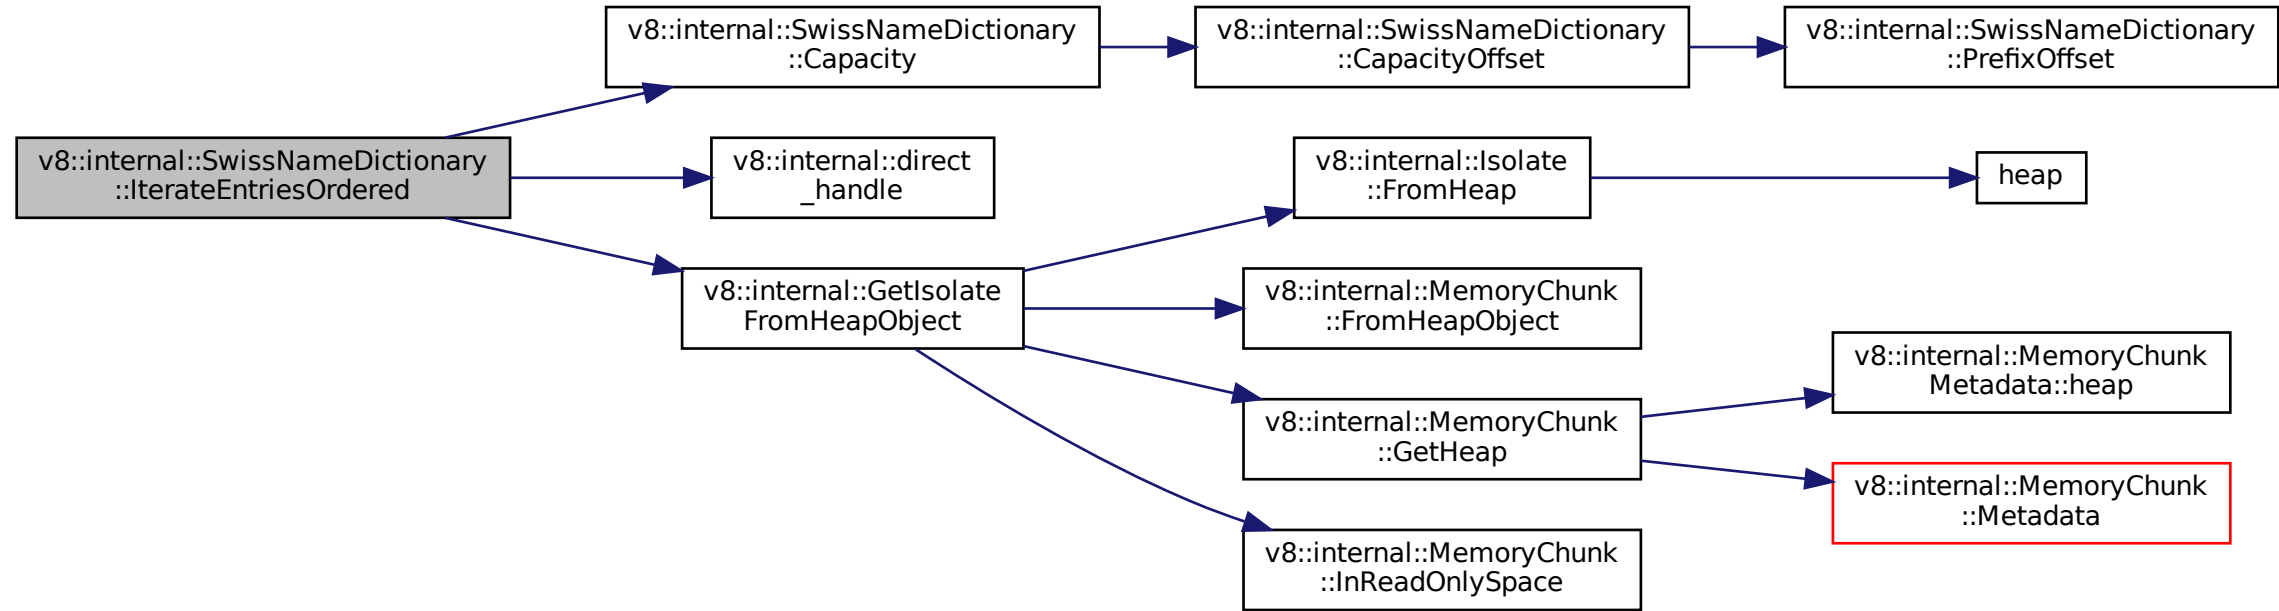 v8::internal::SwissNameDictionary
::IterateEntriesOrdered
v8::internal::SwissNameDictionary
::Capacity
v8::internal::SwissNameDictionary
::CapacityOffset
v8::internal::SwissNameDictionary
::PrefixOffset
v8::internal::direct
_handle
v8::internal::GetIsolate
FromHeapObject
v8::internal::Isolate
::FromHeap
heap
v8::internal::MemoryChunk
::FromHeapObject
v8::internal::MemoryChunk
::GetHeap
v8::internal::MemoryChunk
Metadata::heap
v8::internal::MemoryChunk
::Metadata
v8::internal::MemoryChunk
::InReadOnlySpace